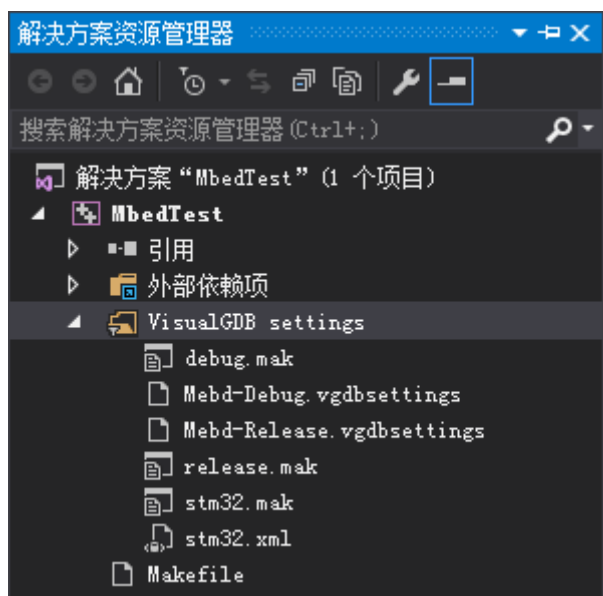 解决方案资源管理器
搜索解决方案资源管理器(Ctrl+;)
解决方案“MbedTest”(1 个项目)
MbedTest
引用
外部依赖项
VisualGDB settings
debug.mak
Mebd-Debug.vgdbsettings
Mebd-Release.vgdbsettings
release.mak
stm32.mak
stm32.xml
Makefile